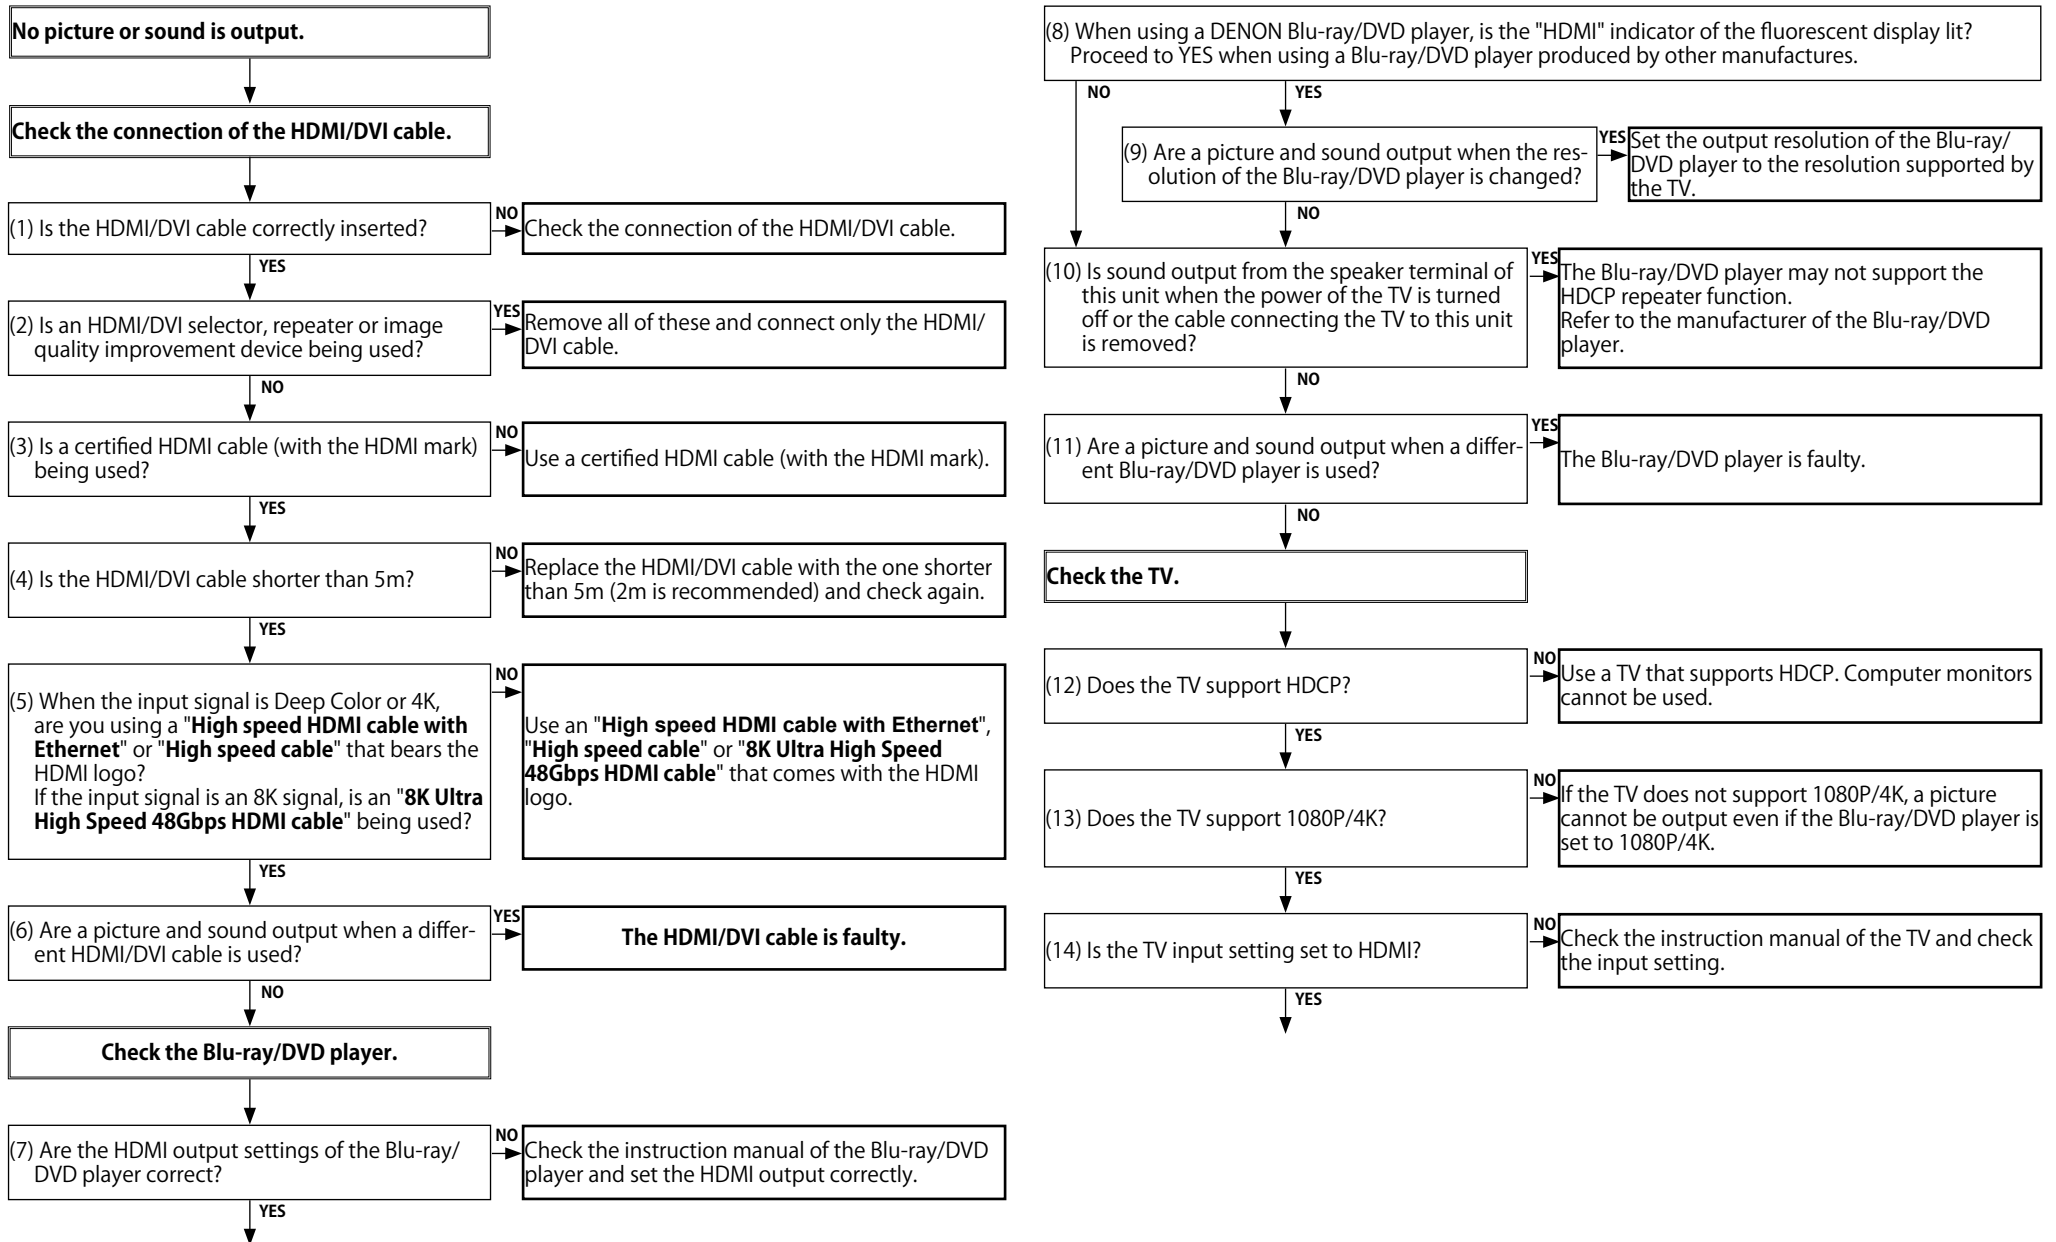 No picture or sound is output.
Check the connection of the HDMI/DVI cable.
(1) Is the HDMI/DVI cable correctly inserted?
NO
Check the connection of the HDMI/DVI cable.
YES
(2) Is an HDMI/DVI selector, repeater or image
quality improvement device being used?
YES
Remove all of these and connect only the HDMI/
DVI cable.
NO
(3) Is a certified HDMI cable (with the HDMI mark)
being used?
NO
Use a certified HDMI cable (with the HDMI mark).
YES
(4) Is the HDMI/DVI cable shorter than 5m?
NO
Replace the HDMI/DVI cable with the one shorter
than 5m (2m is recommended) and check again.
YES
(5) When the input signal is Deep Color or 4K,
are you using a "High speed HDMI cable with
Ethernet" or "High speed cable" that bears the
HDMI logo?
If the input signal is an 8K signal, is an "8K Ultra
High Speed 48Gbps HDMI cable" being used?
NO
Use an "High speed HDMI cable with Ethernet",
"High speed cable" or "8K Ultra High Speed
48Gbps HDMI cable" that comes with the HDMI
logo.
YES
(6) Are a picture and sound output when a differ-
ent HDMI/DVI cable is used?
YES
The HDMI/DVI cable is faulty.
NO
Check the Blu-ray/DVD player.
(7) Are the HDMI output settings of the Blu-ray/
DVD player correct?
NO
Check the instruction manual of the Blu-ray/DVD
player and set the HDMI output correctly.
YES
(8) When using a DENON Blu-ray/DVD player, is the "HDMI" indicator of the fluorescent display lit?
Proceed to YES when using a Blu-ray/DVD player produced by other manufactures.
NO
YES
(9) Are a picture and sound output when the res-
olution of the Blu-ray/DVD player is changed?
YES
Set the output resolution of the Blu-ray/
DVD player to the resolution supported by
the TV.
NO
(10) Is sound output from the speaker terminal of
this unit when the power of the TV is turned
off or the cable connecting the TV to this unit
is removed?
YES
The Blu-ray/DVD player may not support the
HDCP repeater function.
Refer to the manufacturer of the Blu-ray/DVD
player.
NO
(11) Are a picture and sound output when a differ-
ent Blu-ray/DVD player is used?
YES
The Blu-ray/DVD player is faulty.
NO
Check the TV.
(12) Does the TV support HDCP?
NO
Use a TV that supports HDCP. Computer monitors
cannot be used.
YES
(13) Does the TV support 1080P/4K?
NO
If the TV does not support 1080P/4K, a picture
cannot be output even if the Blu-ray/DVD player is
set to 1080P/4K.
YES
(14) Is the TV input setting set to HDMI?
NO
Check the instruction manual of the TV and check
the input setting.
YES